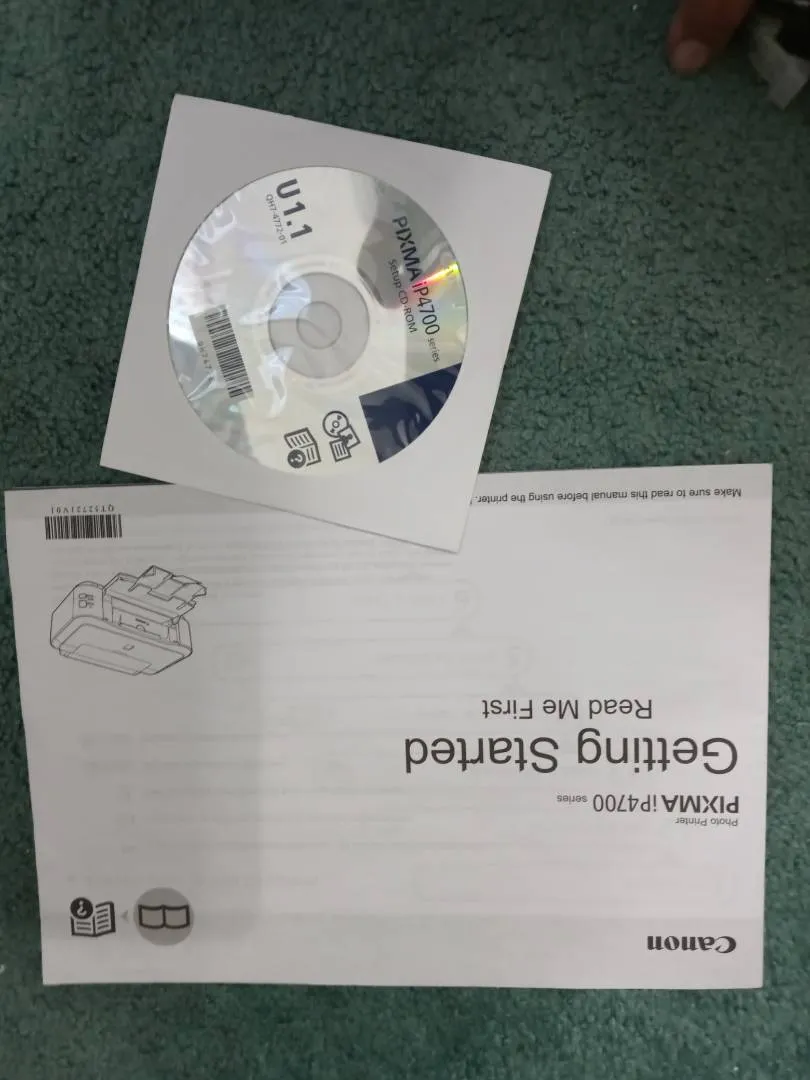 U1.1
QH7-4772-01
PIXMA iP4700 series
Setup CD-ROM
Canon
Photo Printer
PIXMA iP4700 series
Getting Started
Read Me First
Make sure to read this manual before using the printer.
QT52721V01